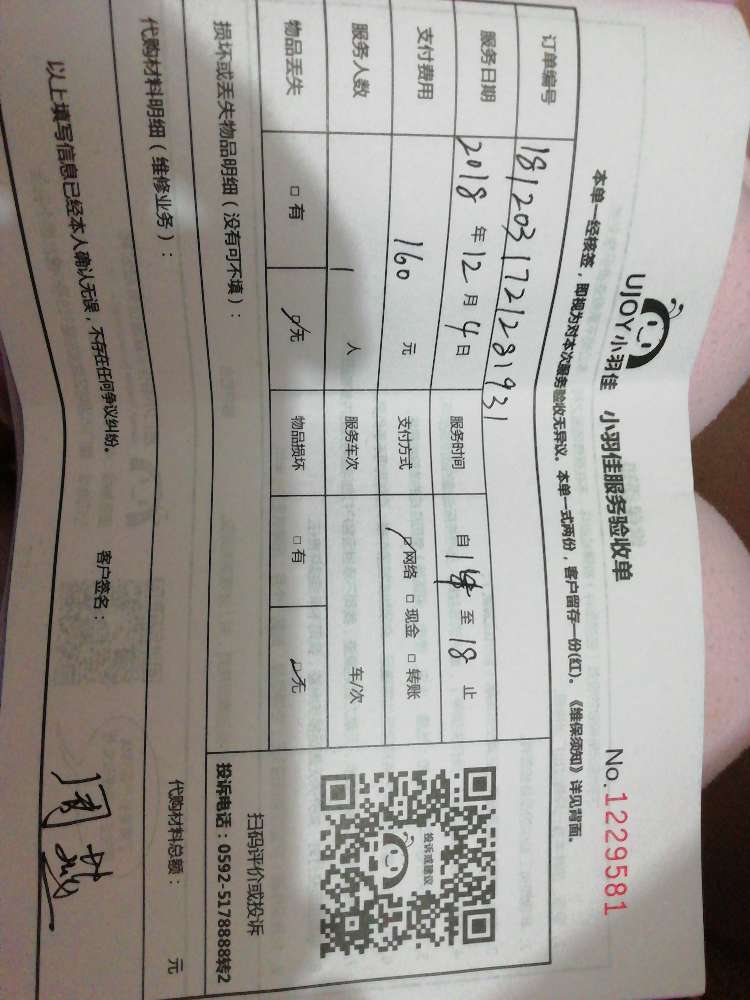 UJOY小羽佳 小羽佳服务验收单 No.1229581
本单一经核签，即视为对本次服务验收无异议。本单一式两份，客户留存一份(红)。《维保须知》详见背面。
订单编号 1812031721281931
服务日期 2018年12月4日 服务时间 自14至18止
支付费用 160元 支付方式 □网络 □现金 □转账
服务人数 1人 服务车次 车/次
物品丢失 □有 □无 物品损坏 □有 □无
投诉或建议
扫码评价或投诉
投诉电话：0592-5178888转2
损坏或丢失物品明细（没有可不填）：
代购材料明细（维修业务）： 代购材料总额： 元
以上填写信息已经本人确认无误，不存在任何争议纠纷。 客户签名：